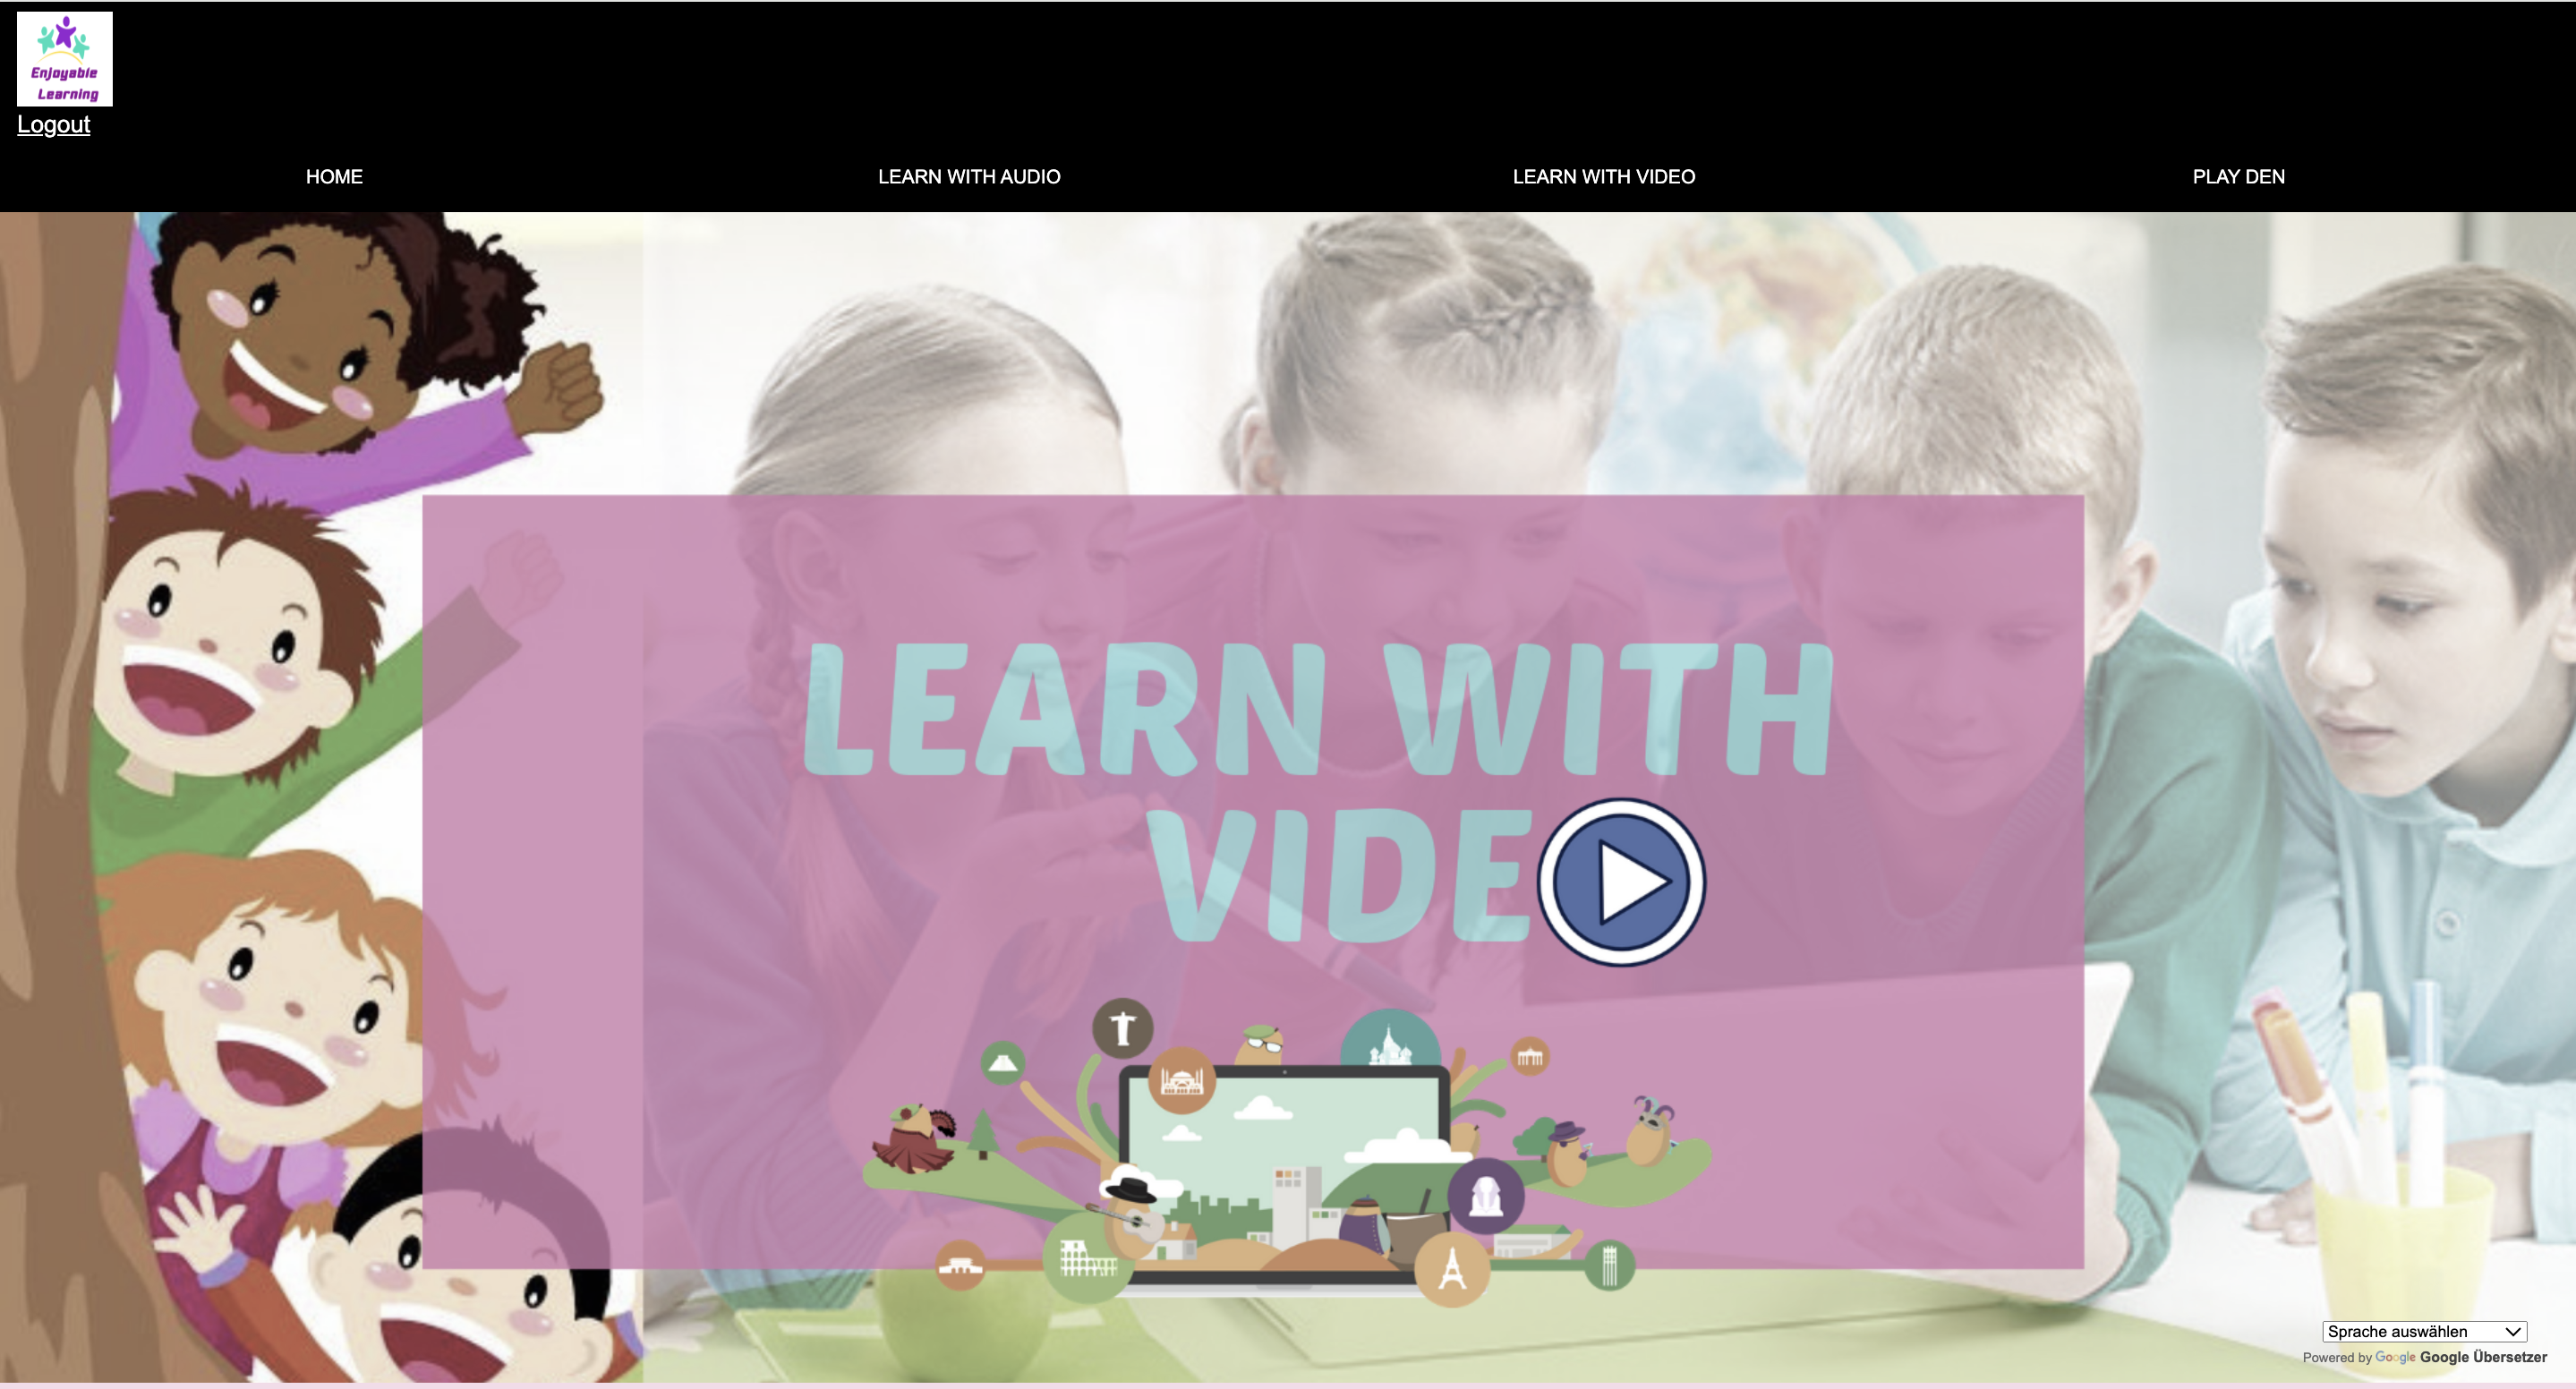 Enjoyable
Learning
Logout
HOME
LEARN WITH AUDIO
LEARN WITH VIDEO
PLAY DEN
LEARN WITH
VIDE
Sprache auswählen
Powered by Google Google Übersetzer